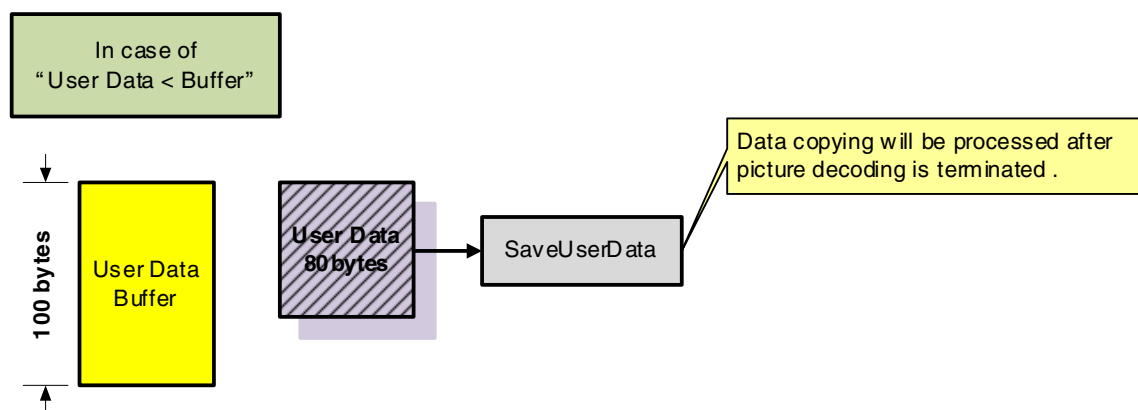 In case of
“User Data < Buffer”
Data copying will be processed after
picture decoding is terminated .
100 bytes
User Data
Buffer
User Data
80 bytes
SaveUserData